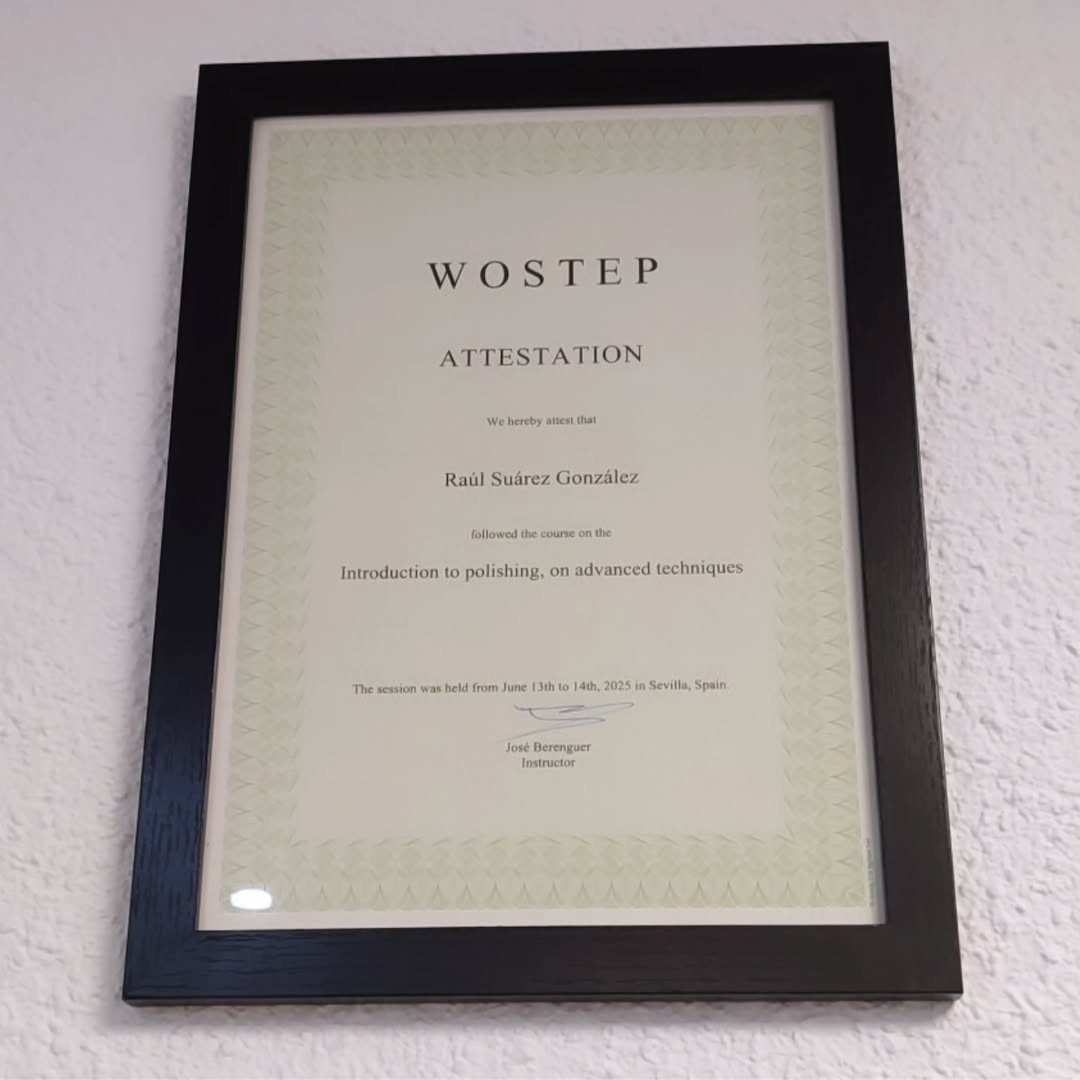 WOSTEP
ATTESTATION
We hereby attest that
Raúl Suárez González
followed the course on the
Introduction to polishing, on advanced techniques
The session was held from June 13th to 14th, 2025 in Sevilla, Spain.
José Berenguer
Instructor